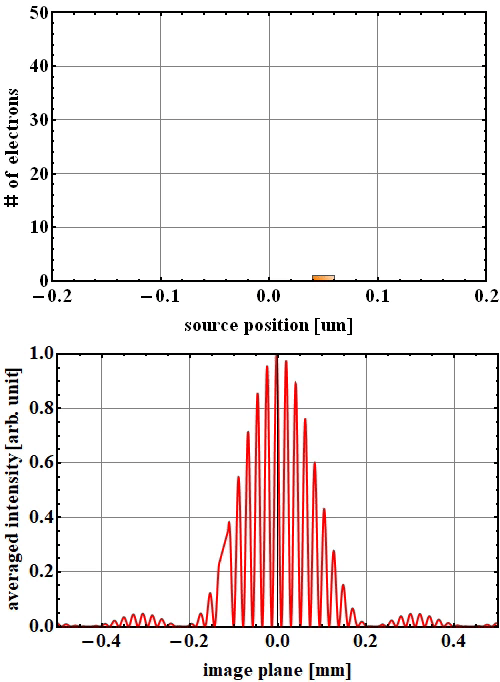 50
40
30
20
10
0
# of electrons
−0.2 −0.1 0.0 0.1 0.2
source position [um]
1.0
0.8
0.6
0.4
0.2
0.0
averaged intensity [arb. unit]
−0.4 −0.2 0.0 0.2 0.4
image plane [mm]